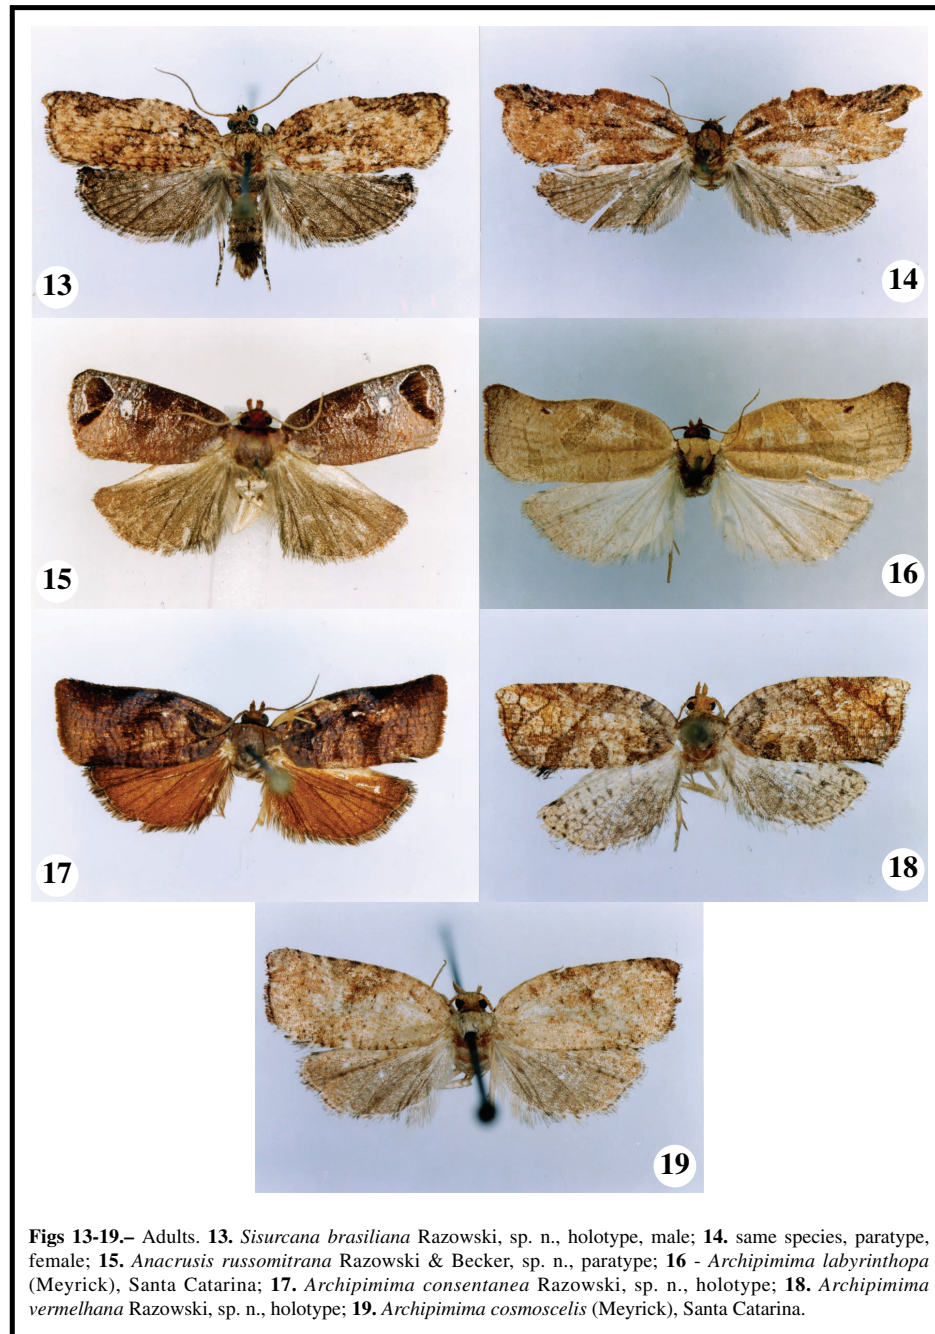 13
14
15
16
17
18
19
Figs 13-19.– Adults. 13. Sisurcana brasiliana Razowski, sp. n., holotype, male; 14. same species, paratype,
female; 15. Anacrusis russomitrana Razowski & Becker, sp. n., paratype; 16 - Archipimima labyrinthopa
(Meyrick), Santa Catarina; 17. Archipimima consentanea Razowski, sp. n., holotype; 18. Archipimima
vermelhana Razowski, sp. n., holotype; 19. Archipimima cosmoscelis (Meyrick), Santa Catarina.